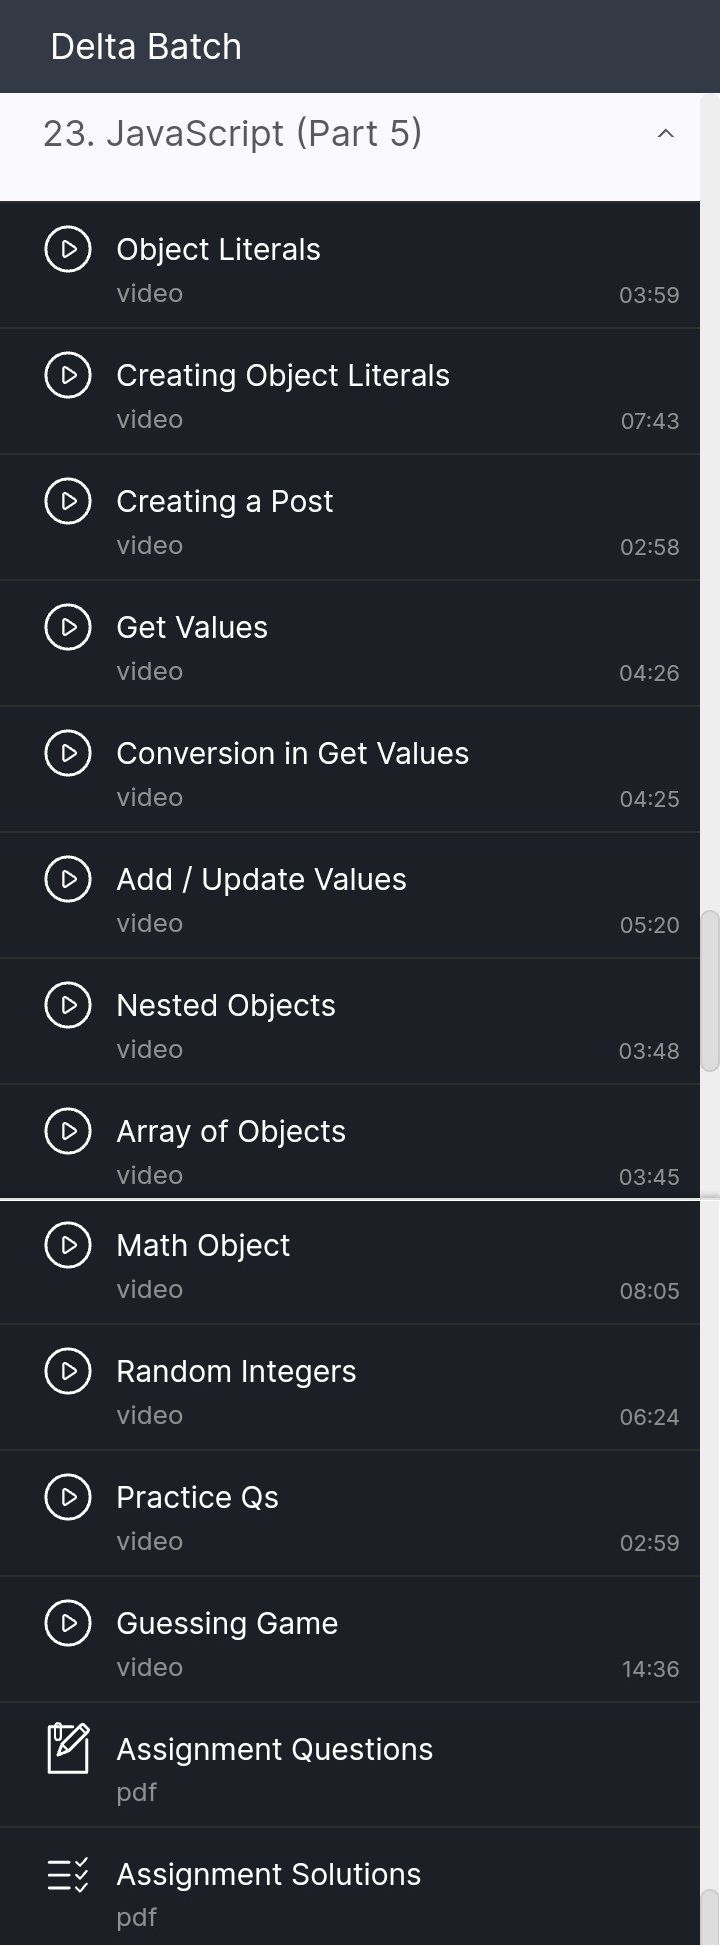 Delta Batch
23. JavaScript (Part 5)
Object Literals
video
03:59
Creating Object Literals
video
07:43
Creating a Post
video
02:58
Get Values
video
04:26
Conversion in Get Values
video
04:25
Add / Update Values
video
05:20
Nested Objects
video
03:48
Array of Objects
video
03:45
Math Object
video
08:05
Random Integers
video
06:24
Practice Qs
video
02:59
Guessing Game
video
14:36
Assignment Questions
pdf
Assignment Solutions
pdf